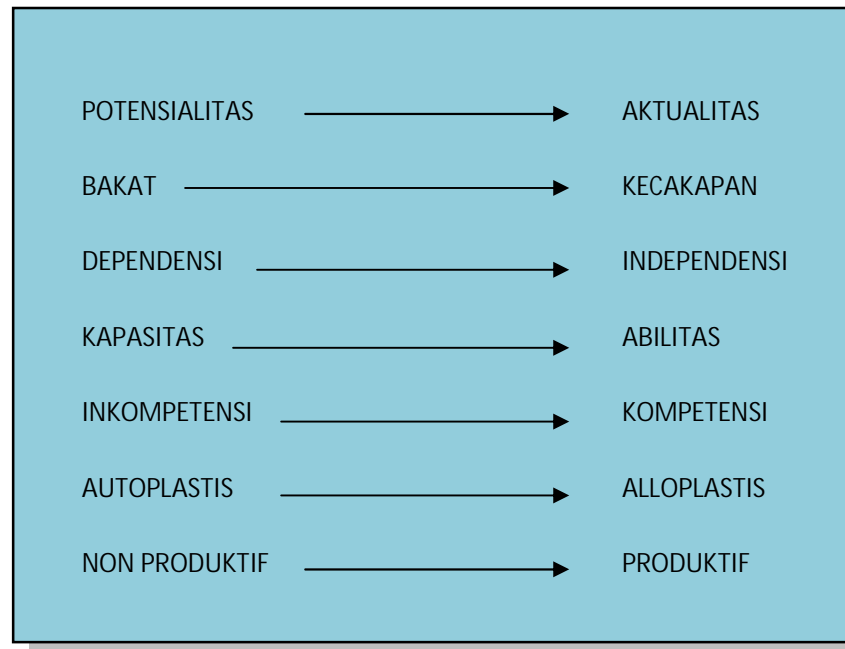 POTENSIALITAS AKTUALITAS
BAKAT KECAKAPAN
DEPENDENSI INDEPENDENSI
KAPASITAS ABILITAS
INKOMPETENSI KOMPETENSI
AUTOPLASTIS ALLOPLASTIS
NON PRODUKTIF PRODUKTIF